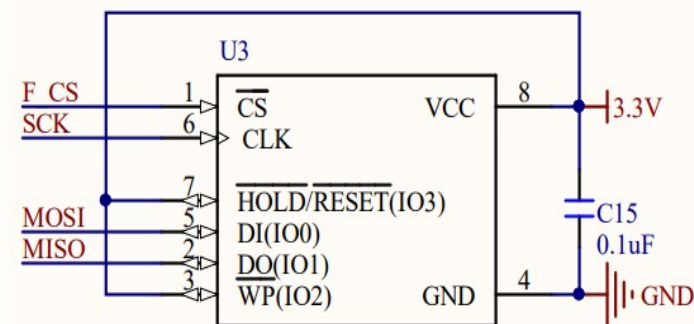 U3
F_CS 1 CS VCC 8 3.3V
SCK 6 CLK
7 HOLD/RESET(IO3)
MOSI 5 DI(IO0) C15
MISO 2 DO(IO1) 0.1uF
3 WP(IO2) GND 4 GND